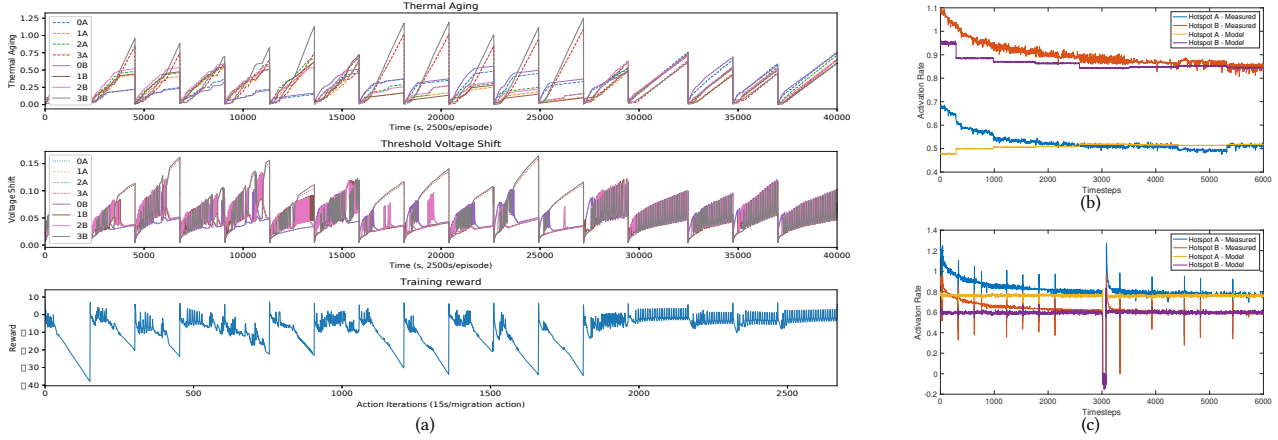 Thermal Aging
Thermal Aging
1.25
1.00
0.75
0.50
0.25
0.00
0A
1A
2A
3A
0B
1B
2B
3B
0
5000
10000
15000
20000
25000
30000
35000
40000
Time (s, 2500s/episode)
Threshold Voltage Shift
Voltage Shift
0.15
0.10
0.05
0.00
0A
1A
2A
3A
0B
1B
2B
3B
0
5000
10000
15000
20000
25000
30000
35000
40000
Time (s, 2500s/episode)
Training reward
Reward
10
0
▯10
▯20
▯30
▯40
0
500
1000
1500
2000
2500
Action Iterations (15s/migration action)
(a)
Activation Rate
1.1
1
0.9
0.8
0.7
0.6
0.5
0.4
Hotspot A - Measured
Hotspot B - Measured
Hotspot A - Model
Hotspot B - Model
0
1000
2000
3000
4000
5000
6000
Timesteps
(b)
Activation Rate
1.4
1.2
1
0.8
0.6
0.4
0.2
0
-0.2
Hotspot A - Measured
Hotspot B - Measured
Hotspot A - Model
Hotspot B - Model
0
1000
2000
3000
4000
5000
6000
Timesteps
(c)